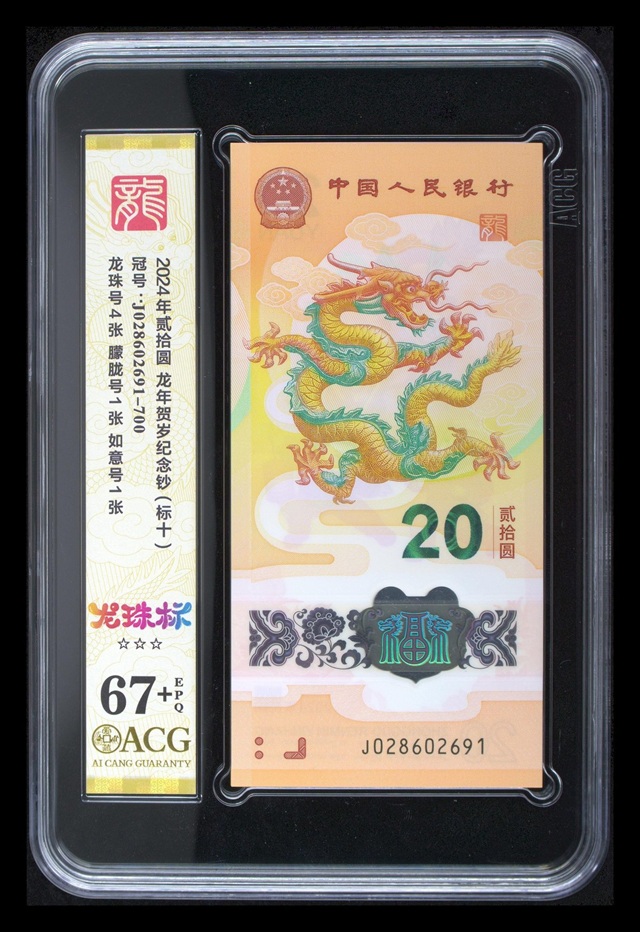 龍
2024年贰拾圆 龙年贺岁纪念钞（标十）
冠号：J028602691-700
龙珠号4张 朦胧号1张 如意号1张
龙珠标
67+
EPQ
ACG
AI CANG GUARANTY
中国人民银行
龍
20
贰拾圆
J028602691
ACG